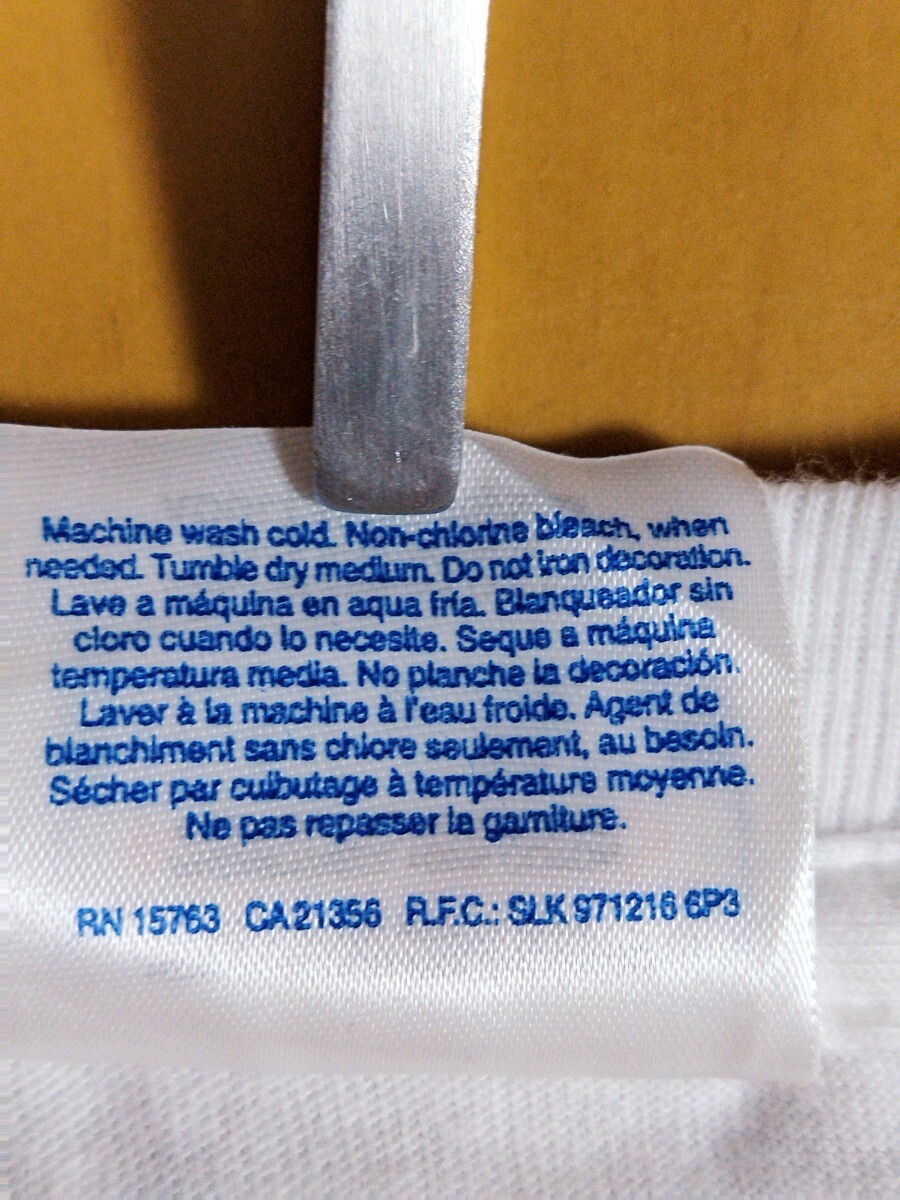 Machine wash cold. Non-chlorine bleach, when
needed. Tumble dry medium. Do not iron decoration.
Lave a máquina en aqua fría. Blanqueador sin
cloro cuando lo necesite. Seque a máquina
temperatura media. No planche la decoración.
Laver à la machine à l'eau froide. Agent de
blanchiment sans chlore seulement, au besoin.
Sécher par culbutage à température moyenne.
Ne pas repasser la garniture.
RN 15763 CA 21356 R.F.C.: SLK 971216 6P3